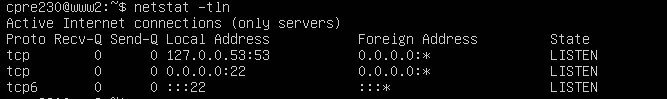 cpre230@www2:~$ netstat -tln
Active Internet connections (only servers)
Proto Recv-Q Send-Q Local Address           Foreign Address         State
tcp        0      0 127.0.0.53:53           0.0.0.0:*               LISTEN
tcp        0      0 0.0.0.0:22              0.0.0.0:*               LISTEN
tcp6       0      0 :::22                   :::*                    LISTEN